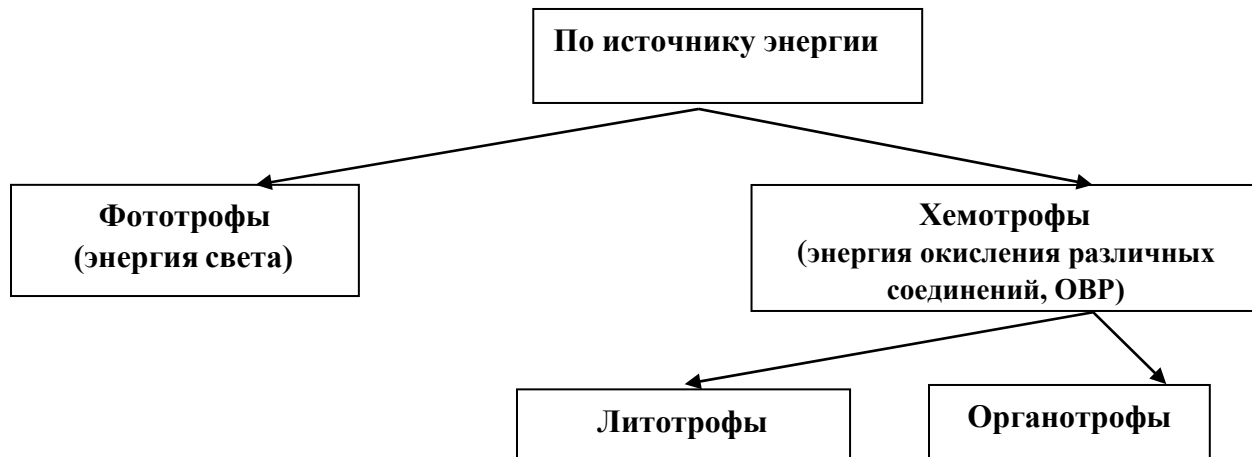 По источнику энергии
Фототрофы
(энергия света)
Хемотрофы
(энергия окисления различных
соединений, ОВР)
Литотрофы
Органотрофы